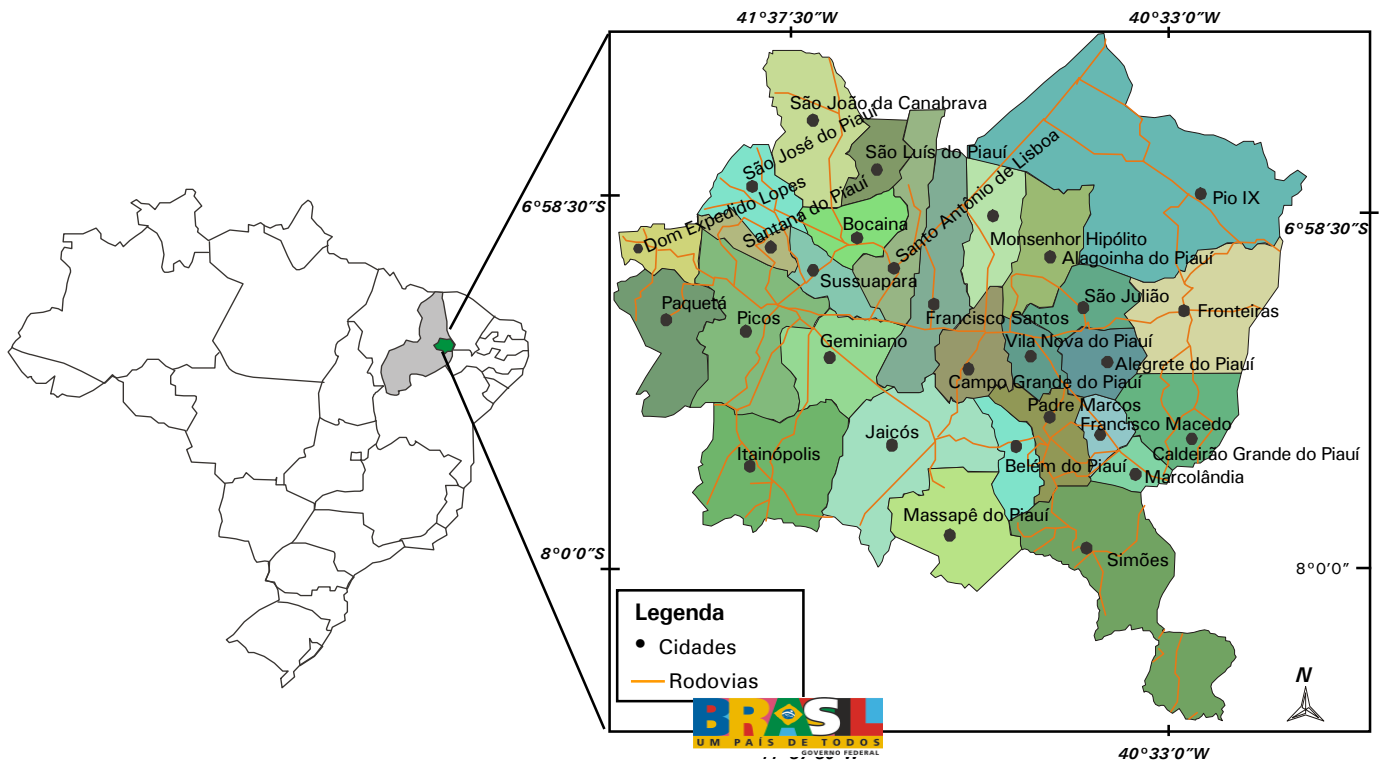 41°37'30"W
40°33'0"W
São João da Canabrava
São José do Piauí
São Luís do Piauí
Santo Antônio de Lisboa
Dom Expedido Lopes
Santana do Piauí
Pio IX
6°58'30"S
6°58'30"S
Bocaina
Monsenhor Hipólito
Alagoinha do Piauí
Sussuapara
Paquetá
Picos
São Julião
Fronteiras
Francisco Santos
Geminiano
Vila Nova do Piauí
Alegrete do Piauí
Campo Grande do Piauí
Padre Marcos
Francisco Macedo
Jaicós
Itainópolis
Belém do Piauí
Caldeirão Grande do Piauí
Marcolândia
Massapê do Piauí
8°0'0"S
Simões
8°0'0"
Legenda
Cidades
Rodovias
N
BRASIL
UM PAÍS DE TODOS
GOVERNO FEDERAL
40°33'0"W